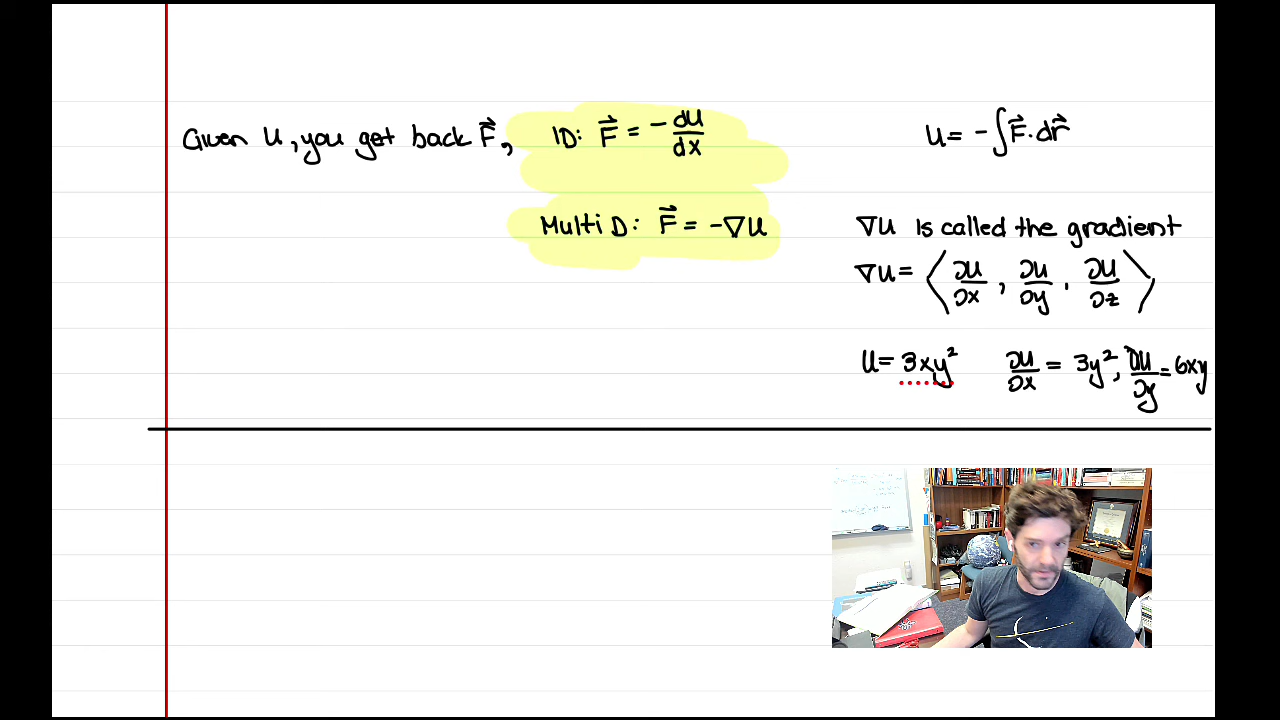 Given U, you get back F⃗, 1D: F⃗ = -dU/dx
U = -∫F⃗·dr⃗
Multi D: F⃗ = -∇U
∇U is called the gradient
∇U = ⟨∂U/∂x, ∂U/∂y, ∂U/∂z⟩
U = 3xy² ∂U/∂x = 3y², ∂U/∂y = 6xy